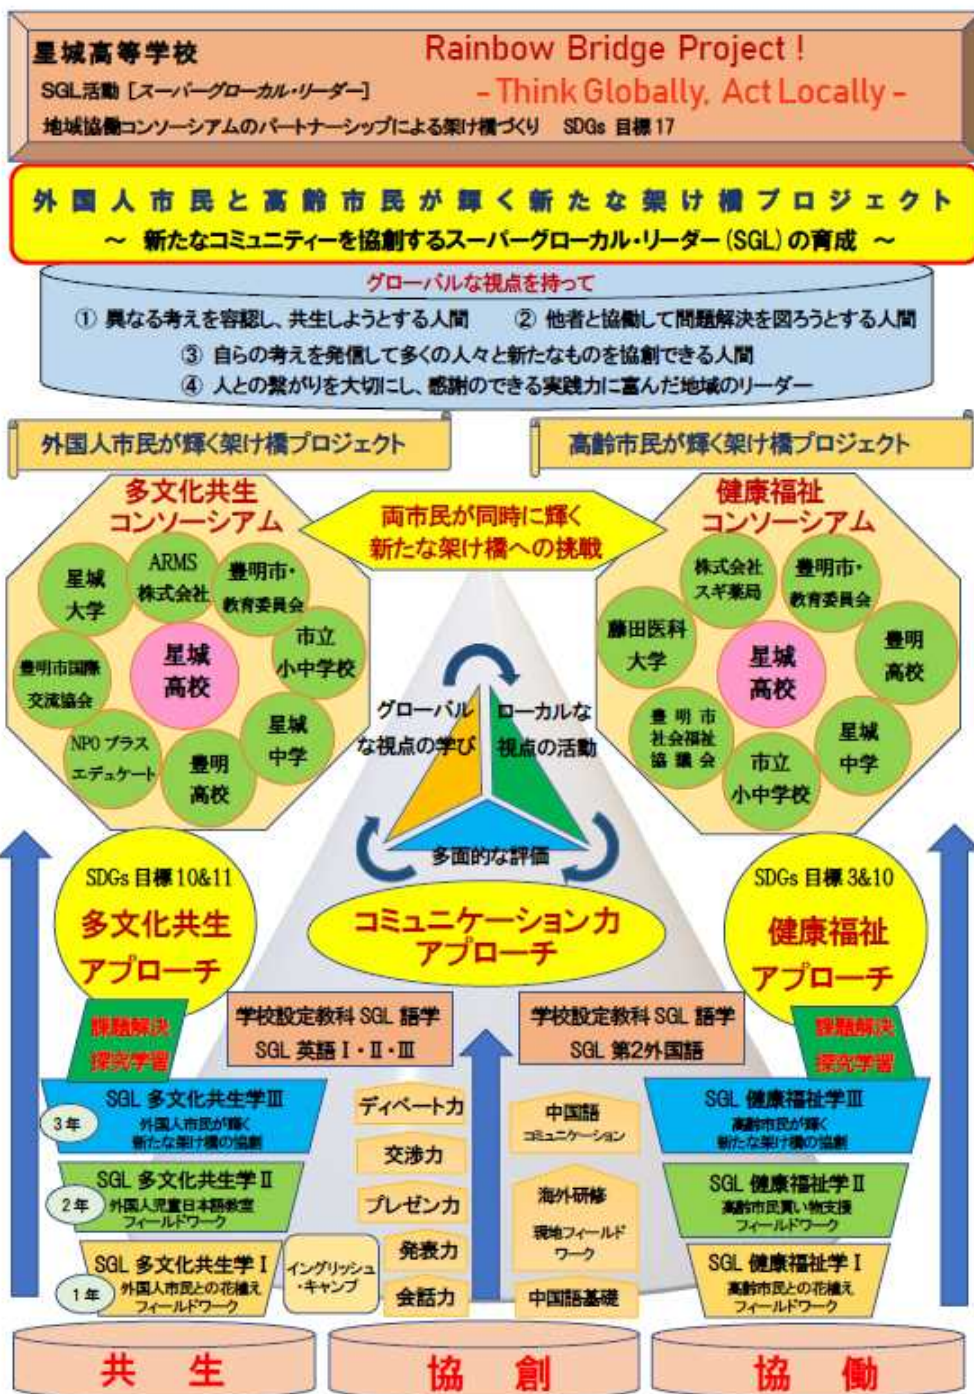 星城高等学校
Rainbow Bridge Project !
SGL活動［スーパーグローカル・リーダー］
- Think Globally, Act Locally -
地域協働コンソーシアムのパートナーシップによる架け橋づくり　SDGs 目標17
外国人市民と高齢市民が輝く新たな架け橋プロジェクト
～ 新たなコミュニティーを協創するスーパーグローカル・リーダー(SGL)の育成 ～
グローバルな視点を持って
① 異なる考えを容認し、共生しようとする人間　② 他者と協働して問題解決を図ろうとする人間
③ 自らの考えを発信して多くの人々と新たなものを協創できる人間
④ 人との繋がりを大切にし、感謝のできる実践力に富んだ地域のリーダー
外国人市民が輝く架け橋プロジェクト
高齢市民が輝く架け橋プロジェクト
多文化共生
コンソーシアム
星城
大学
ARMS
株式会社
豊明市・
教育委員会
市立
小中学校
星城
高校
豊明市国際
交流協会
NPO プラス
エデュケート
豊明
高校
星城
中学
両市民が同時に輝く
新たな架け橋への挑戦
健康福祉
コンソーシアム
株式会社
スギ薬局
豊明市・
教育委員会
藤田医科
大学
星城
高校
豊明
高校
豊明市
社会福祉
協議会
市立
小中学校
星城
中学
グローバル
な視点の学び
ローカルな
視点の活動
多面的な評価
SDGs 目標 10&11
多文化共生
アプローチ
コミュニケーション力
アプローチ
SDGs 目標 3&10
健康福祉
アプローチ
課題解決
探究学習
学校設定教科 SGL 語学
SGL 英語Ⅰ・Ⅱ・Ⅲ
学校設定教科 SGL 語学
SGL 第2外国語
課題解決
探究学習
3年
SGL 多文化共生学Ⅲ
外国人市民が輝く
新たな架け橋の協創
2年
SGL 多文化共生学Ⅱ
外国人児童日本語教室
フィールドワーク
1年
SGL 多文化共生学Ⅰ
外国人市民との花植え
フィールドワーク
イングリッシュ
・キャンプ
ディベート力
交渉力
プレゼン力
発表力
会話力
中国語
コミュニケーション
海外研修
現地フィールド
ワーク
中国語基礎
SGL 健康福祉学Ⅲ
高齢市民が輝く
新たな架け橋の協創
SGL 健康福祉学Ⅱ
高齢市民買い物支援
フィールドワーク
SGL 健康福祉学Ⅰ
高齢市民との花植え
フィールドワーク
共生
協創
協働